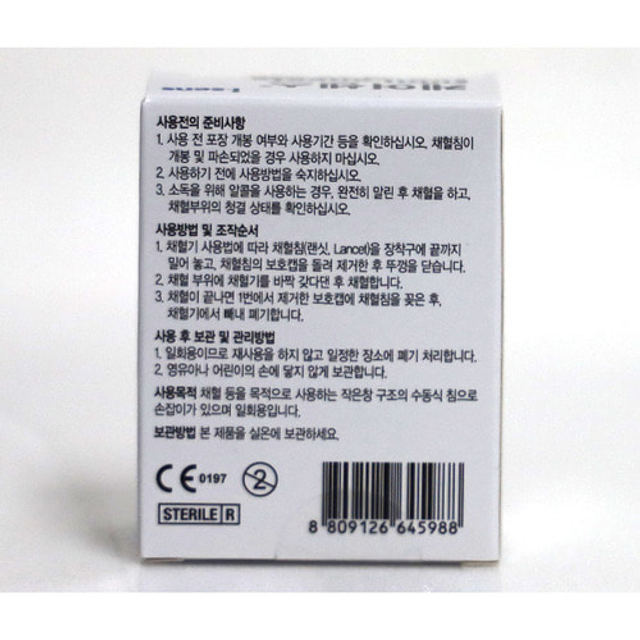 i-sens
사용전의 준비사항
1. 사용 전 포장 개봉 여부와 사용기간 등을 확인하십시오. 채혈침이
개봉 및 파손되었을 경우 사용하지 마십시오.
2. 사용하기 전에 사용방법을 숙지하십시오.
3. 소독을 위해 알콜을 사용하는 경우, 완전히 말린 후 채혈을 하고,
채혈부위의 청결 상태를 확인하십시오.
사용방법 및 조작순서
1. 채혈기 사용법에 따라 채혈침(랜싯, Lancet)을 장착구에 끝까지
밀어 놓고, 채혈침의 보호캡을 돌려 제거한 후 뚜껑을 닫습니다.
2. 채혈 부위에 채혈기를 바짝 갖다댄 후 채혈합니다.
3. 채혈이 끝나면 1번에서 제거한 보호캡에 채혈침을 꽂은 후,
채혈기에서 빼내 폐기합니다.
사용 후 보관 및 관리방법
1. 일회용이므로 재사용을 하지 않고 일정한 장소에 폐기 처리합니다.
2. 영유아나 어린이의 손에 닿지 않게 보관합니다.
사용목적 채혈 등을 목적으로 사용하는 작은창 구조의 수동식 침으로
손잡이가 있으며 일회용입니다.
보관방법 본 제품을 실온에 보관하세요.
CE 0197 2
STERILE R
8 809126 645988